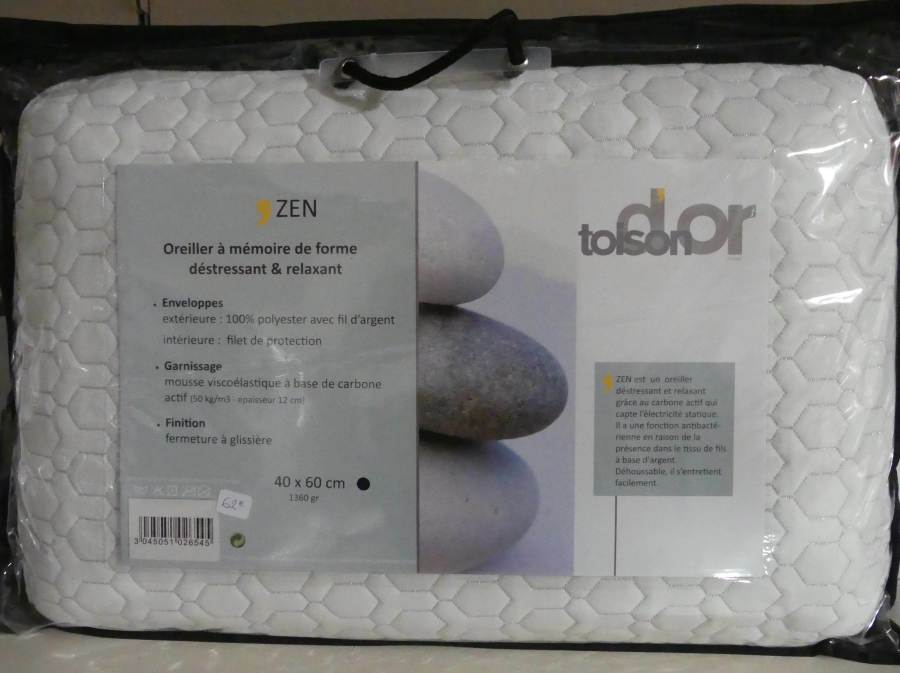 ZEN
Oreiller à mémoire de forme
déstressant & relaxant
• Enveloppes
extérieure : 100% polyester avec fil d'argent
intérieure : filet de protection
• Garnissage
mousse viscoélastique à base de carbone
actif (50 kg/m3 - epaisseur 12 cm)
• Finition
fermeture à glissière
40 x 60 cm
1360 gr
62€
3 045051 026545
tolson d'or
ZEN est un oreiller
déstressant et relaxant
grâce au carbone actif qui
capte l'électricité statique.
Il a une fonction antibacté-
rienne en raison de la
présence dans le tissu de fils
à base d'argent.
Déhoussable, il s'entretient
facilement.